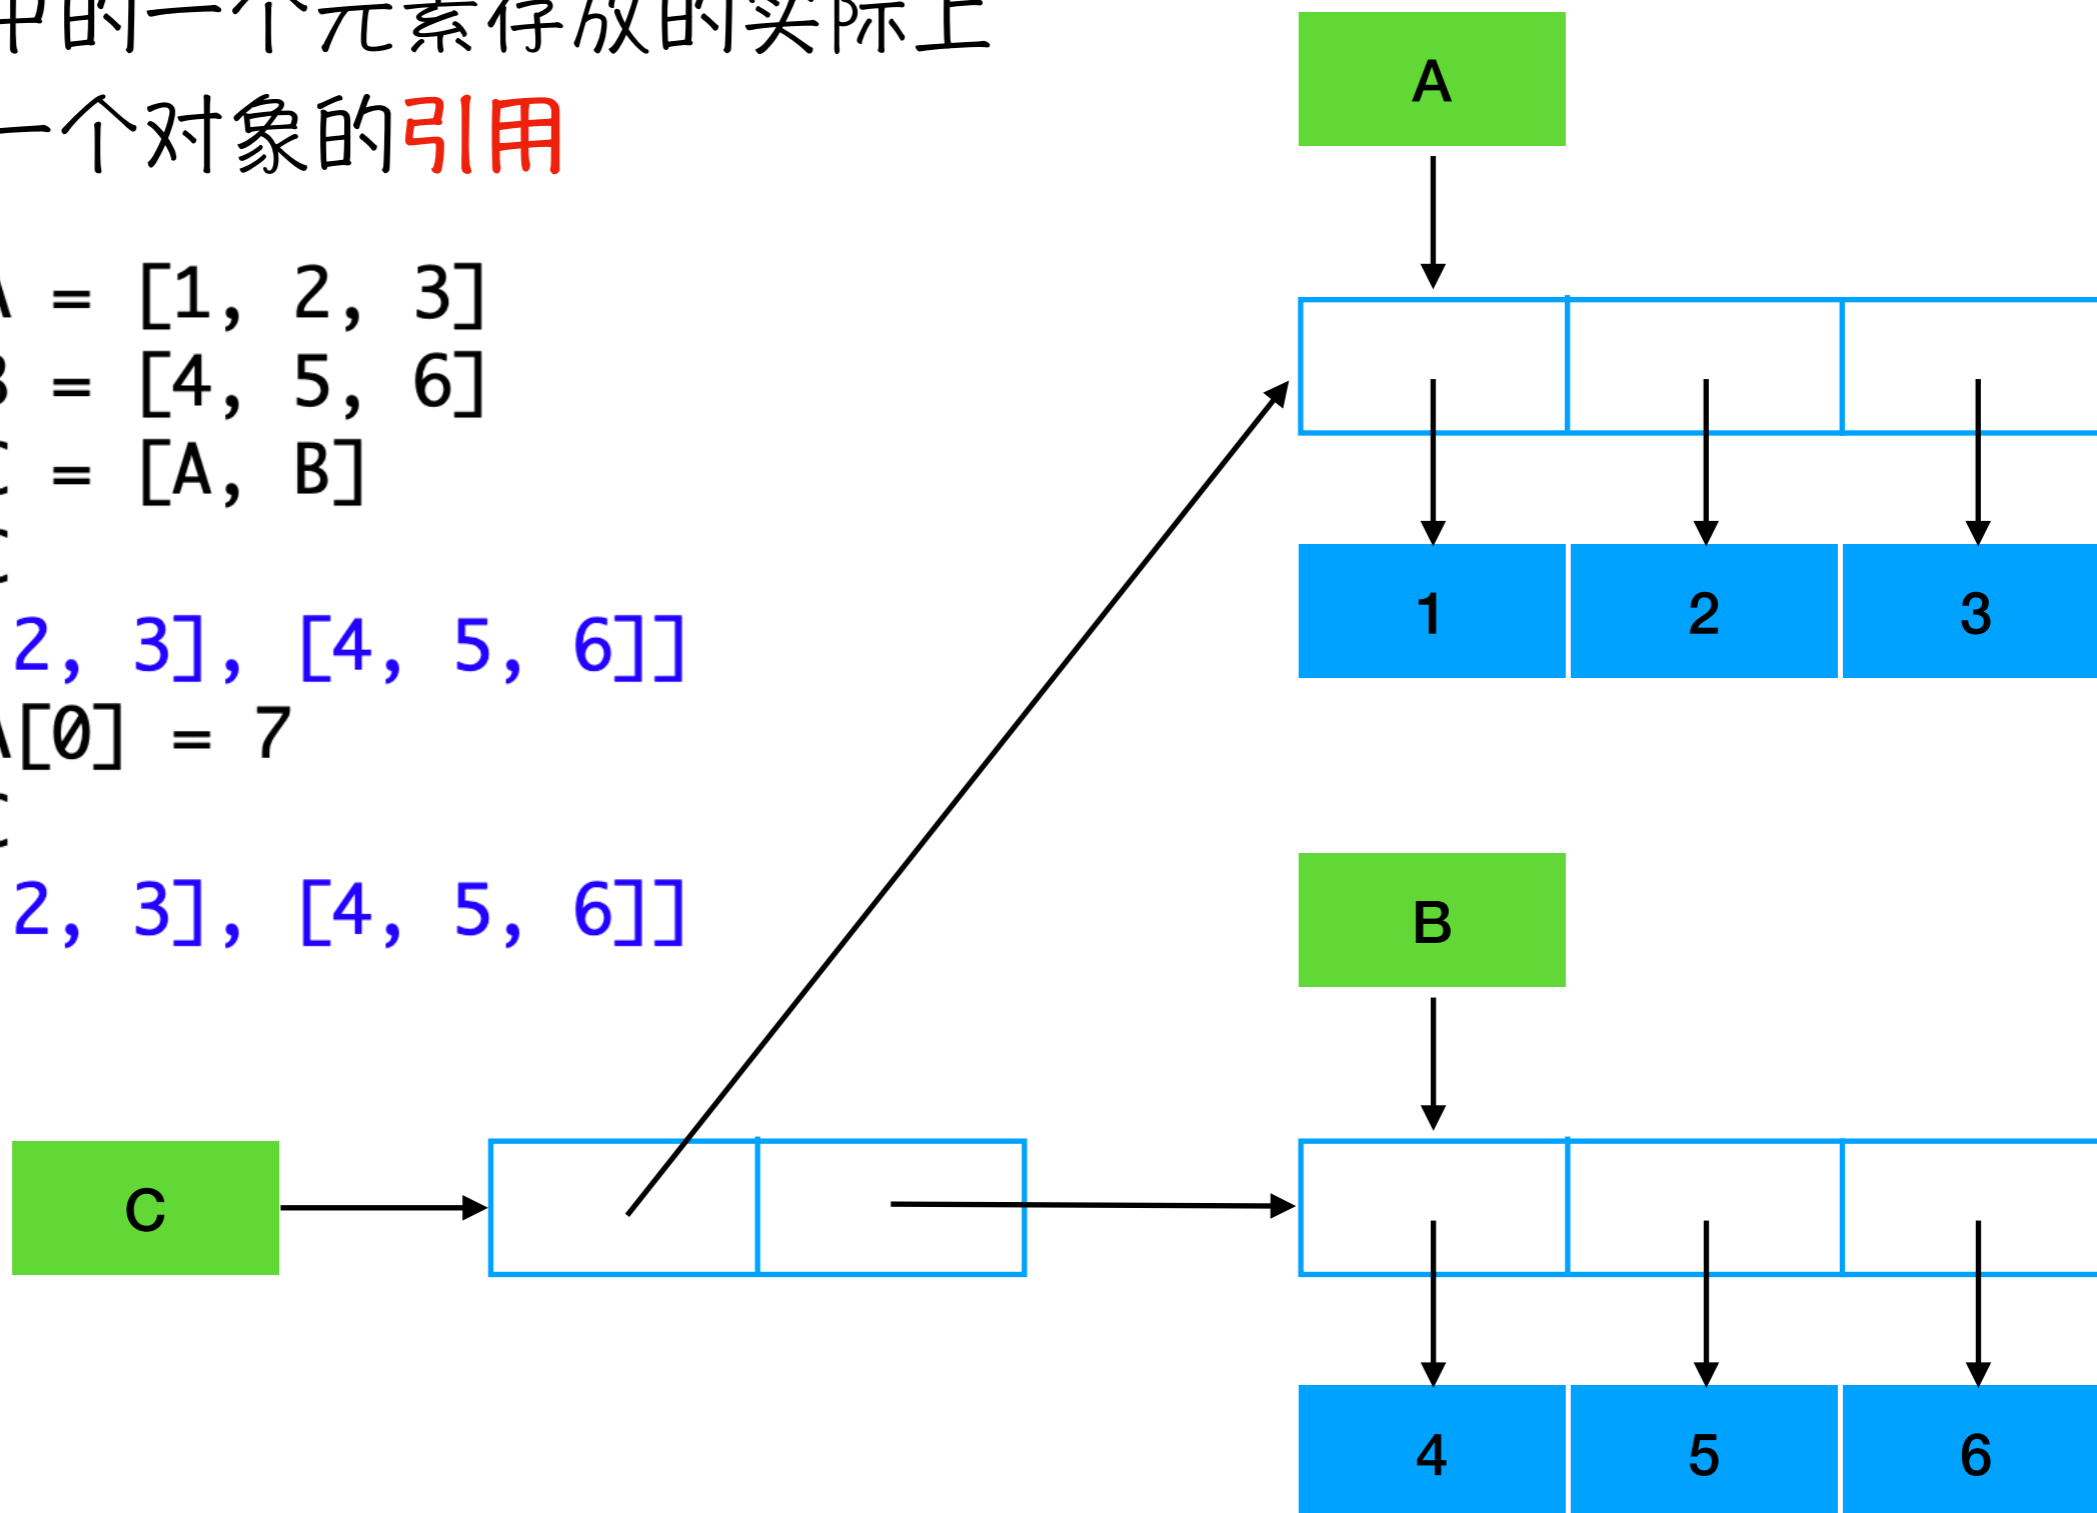 中的一个元素存放的实际上
一个对象的引用
A = [1, 2, 3]
B = [4, 5, 6]
C = [A, B]
C
2, 3], [4, 5, 6]]
A[0] = 7
C
2, 3], [4, 5, 6]]
A
1 2 3
B
C
4 5 6